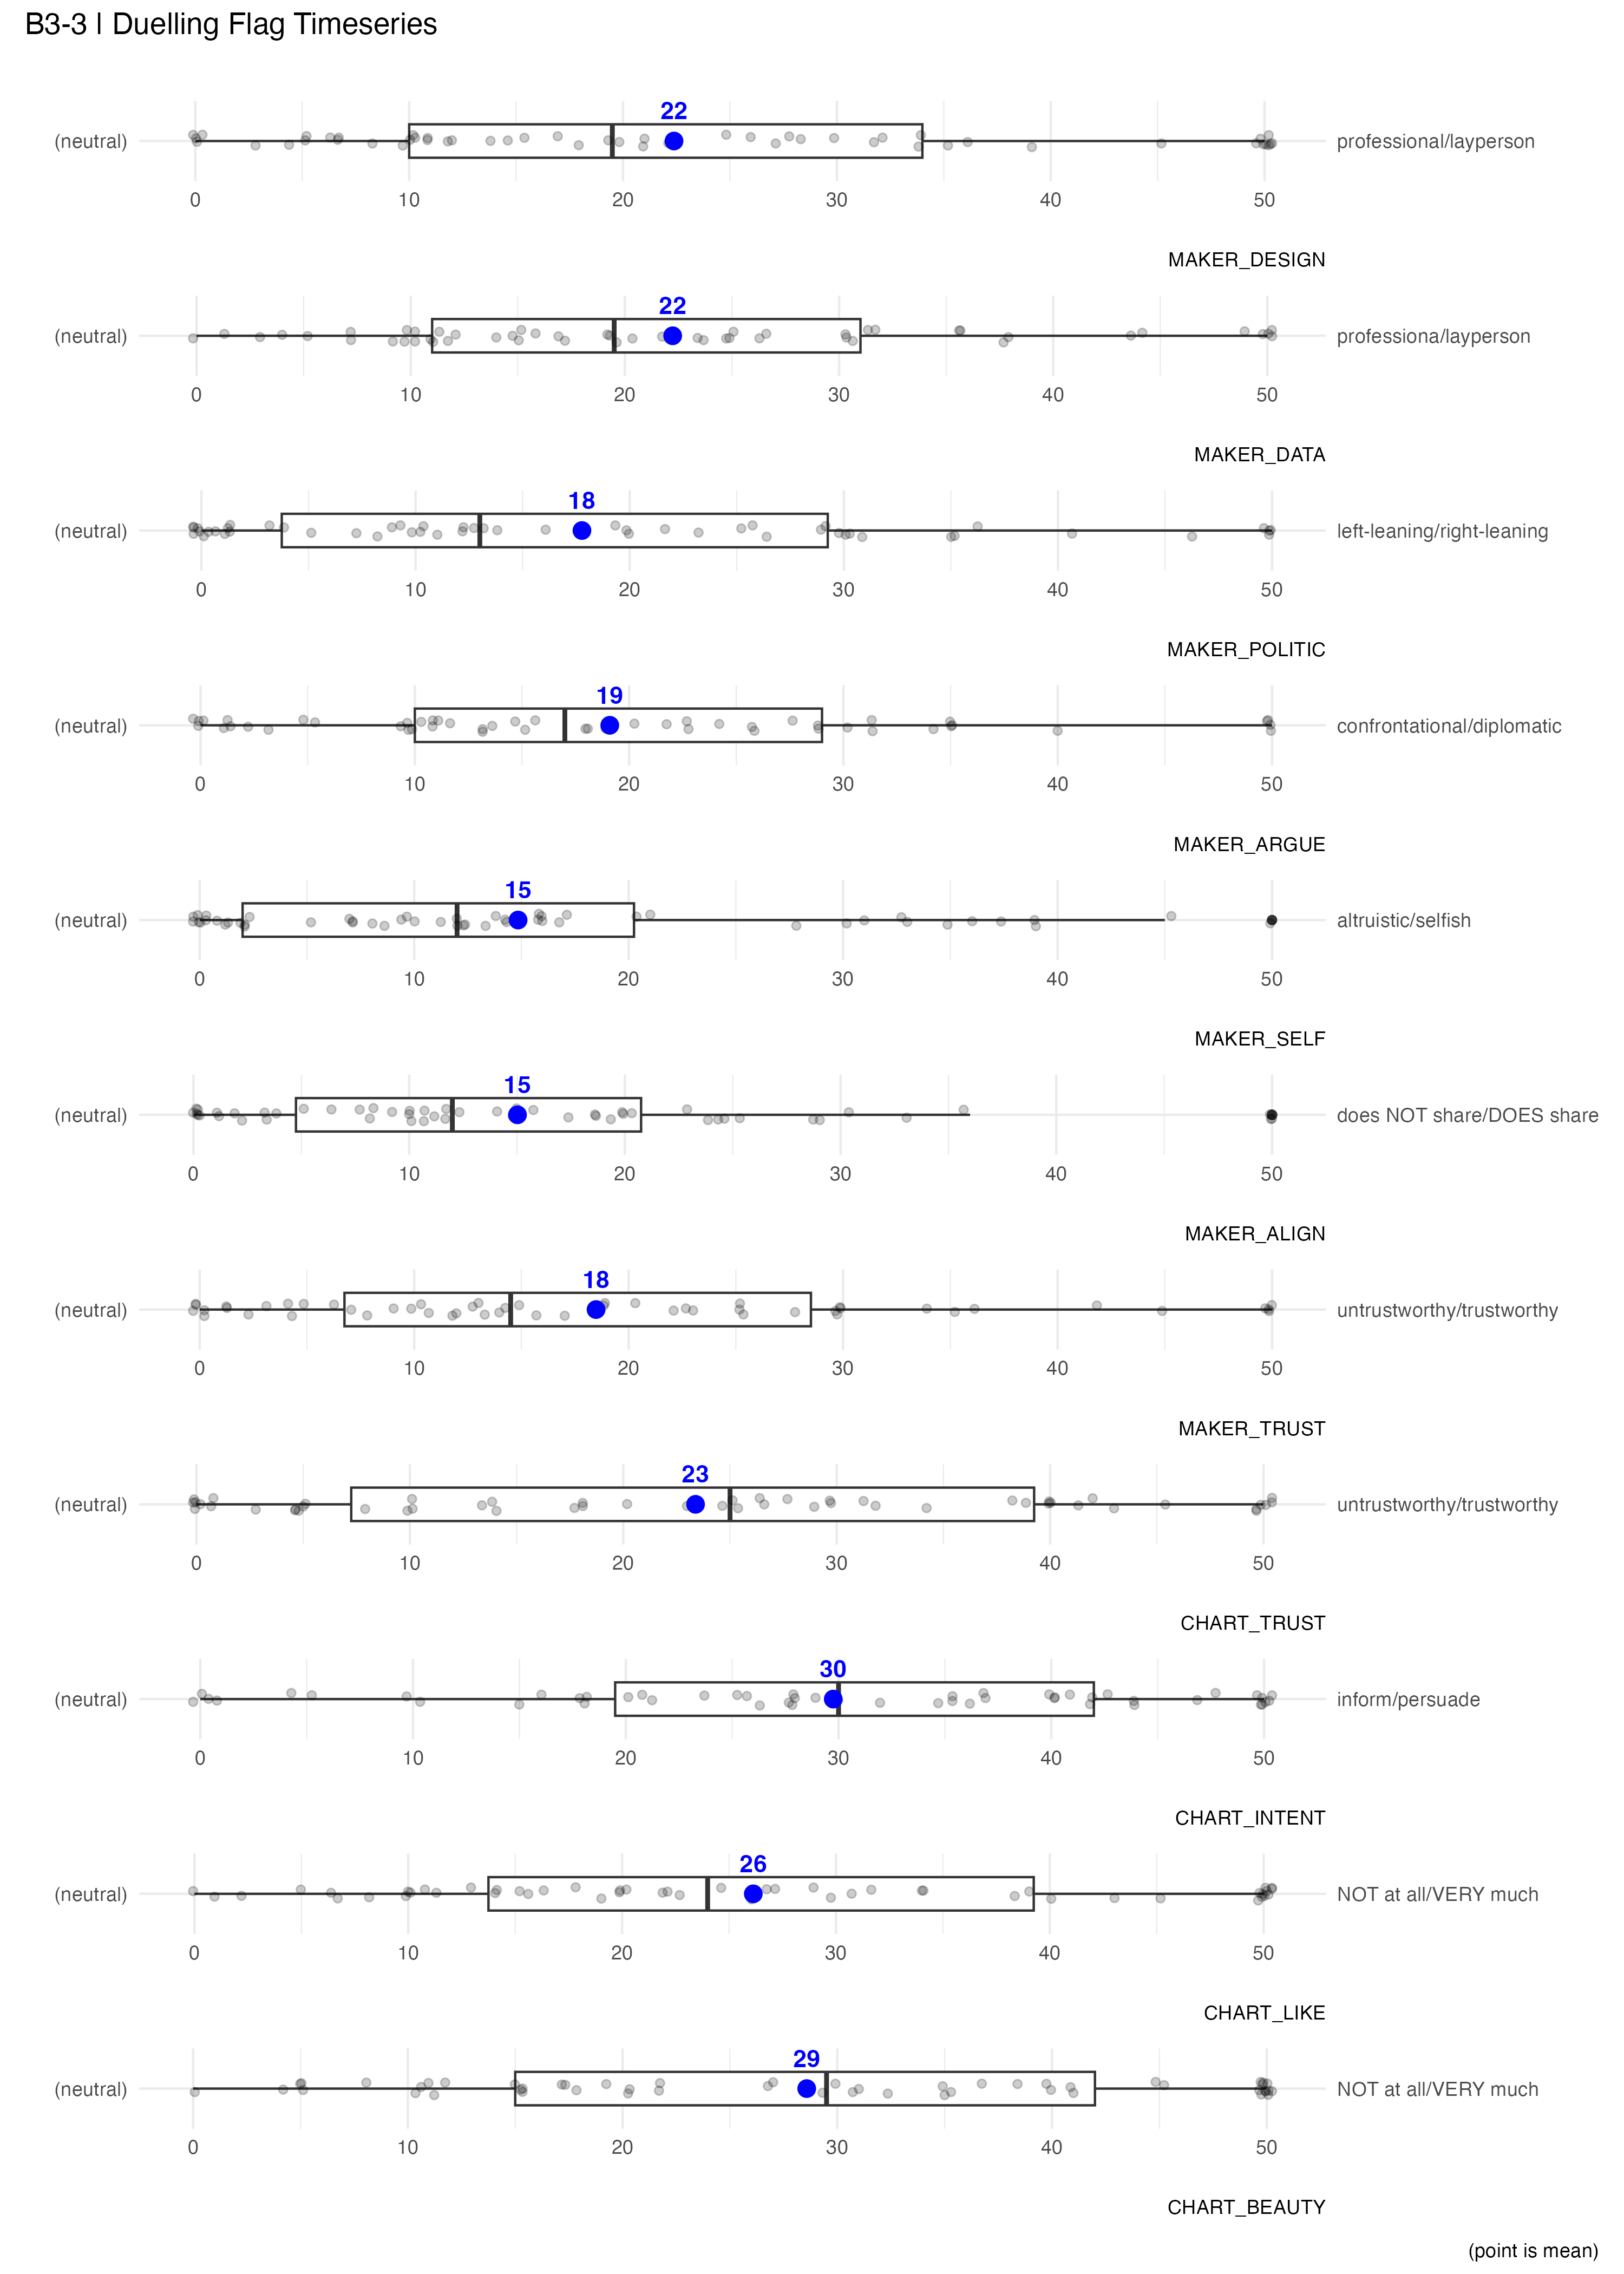 B3-3 | Duelling Flag Timeseries
22
(neutral) professional/layperson
0 10 20 30 40 50
MAKER_DESIGN
22
(neutral) professiona/layperson
0 10 20 30 40 50
MAKER_DATA
18
(neutral) left-leaning/right-leaning
0 10 20 30 40 50
MAKER_POLITIC
19
(neutral) confrontational/diplomatic
0 10 20 30 40 50
MAKER_ARGUE
15
(neutral) altruistic/selfish
0 10 20 30 40 50
MAKER_SELF
15
(neutral) does NOT share/DOES share
0 10 20 30 40 50
MAKER_ALIGN
18
(neutral) untrustworthy/trustworthy
0 10 20 30 40 50
MAKER_TRUST
23
(neutral) untrustworthy/trustworthy
0 10 20 30 40 50
CHART_TRUST
30
(neutral) inform/persuade
0 10 20 30 40 50
CHART_INTENT
26
(neutral) NOT at all/VERY much
0 10 20 30 40 50
CHART_LIKE
29
(neutral) NOT at all/VERY much
0 10 20 30 40 50
CHART_BEAUTY
(point is mean)